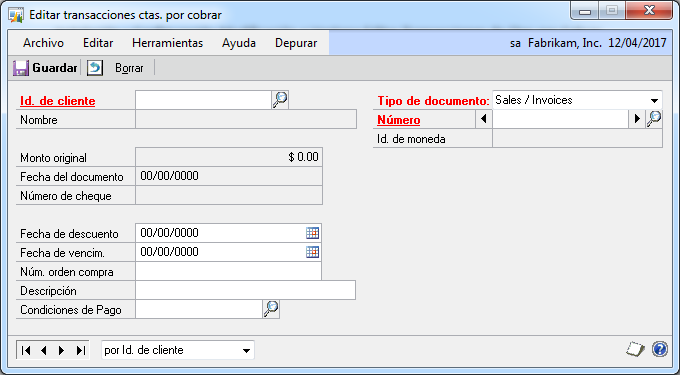 Editar transacciones ctas. por cobrar
Archivo Editar Herramientas Ayuda Depurar sa Fabrikam, Inc. 12/04/2017
Guardar Borrar
Id. de cliente
Nombre
Tipo de documento: Sales / Invoices
Número
Id. de moneda
Monto original $ 0.00
Fecha del documento 00/00/0000
Número de cheque
Fecha de descuento 00/00/0000
Fecha de vencim. 00/00/0000
Núm. orden compra
Descripción
Condiciones de Pago
por Id. de cliente